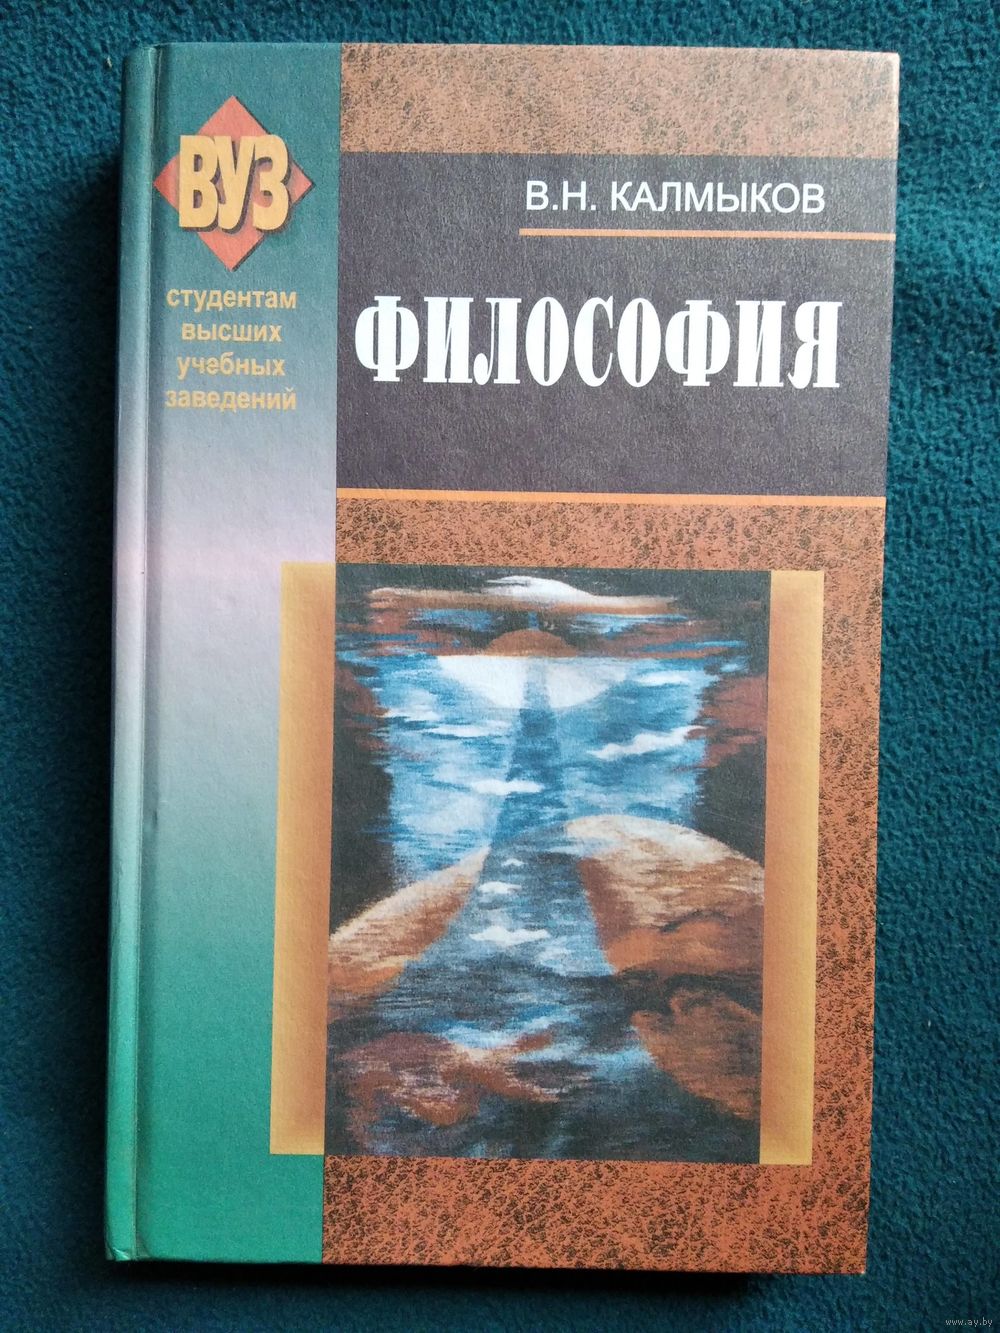 ВУЗ
студентам
высших
учебных
заведений
В.Н. КАЛМЫКОВ
ФИЛОСОФИЯ
www.ay.by